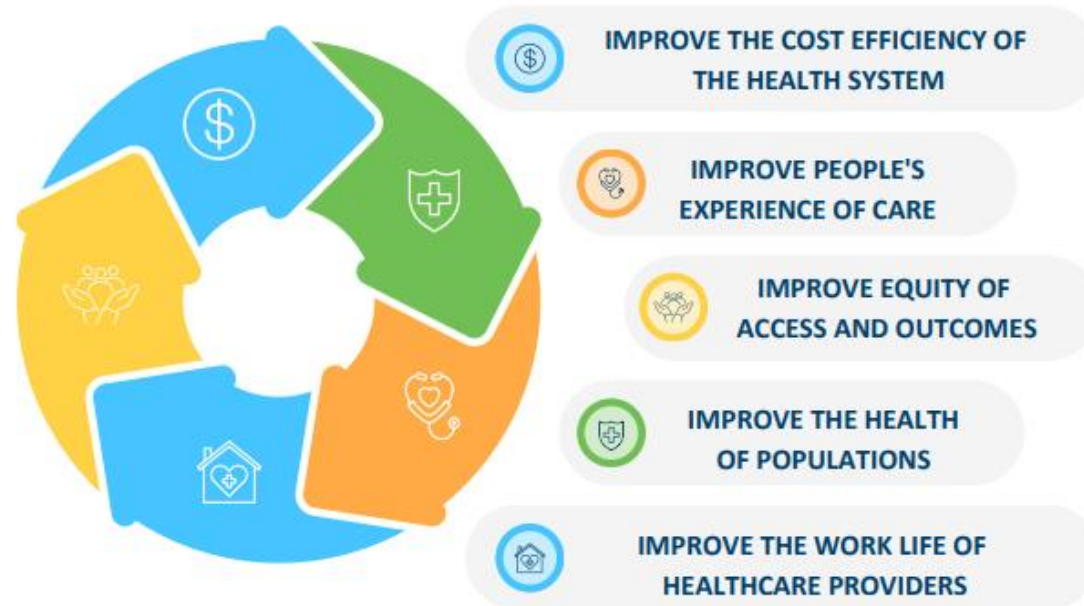 IMPROVE THE COST EFFICIENCY OF
THE HEALTH SYSTEM
IMPROVE PEOPLE'S
EXPERIENCE OF CARE
IMPROVE EQUITY OF
ACCESS AND OUTCOMES
IMPROVE THE HEALTH
OF POPULATIONS
IMPROVE THE WORK LIFE OF
HEALTHCARE PROVIDERS